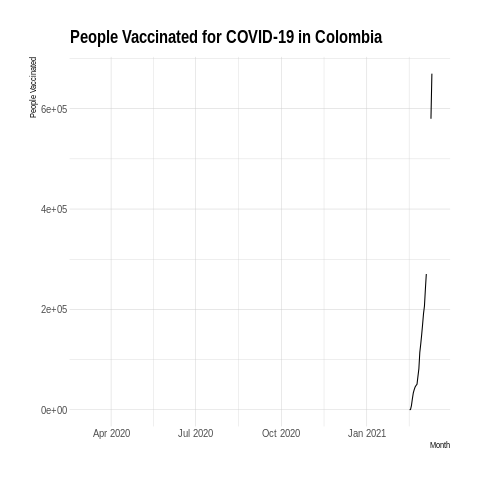 People Vaccinated for COVID-19 in Colombia
People Vaccinated
6e+05
4e+05
2e+05
0e+00
Apr 2020 Jul 2020 Oct 2020 Jan 2021
Month